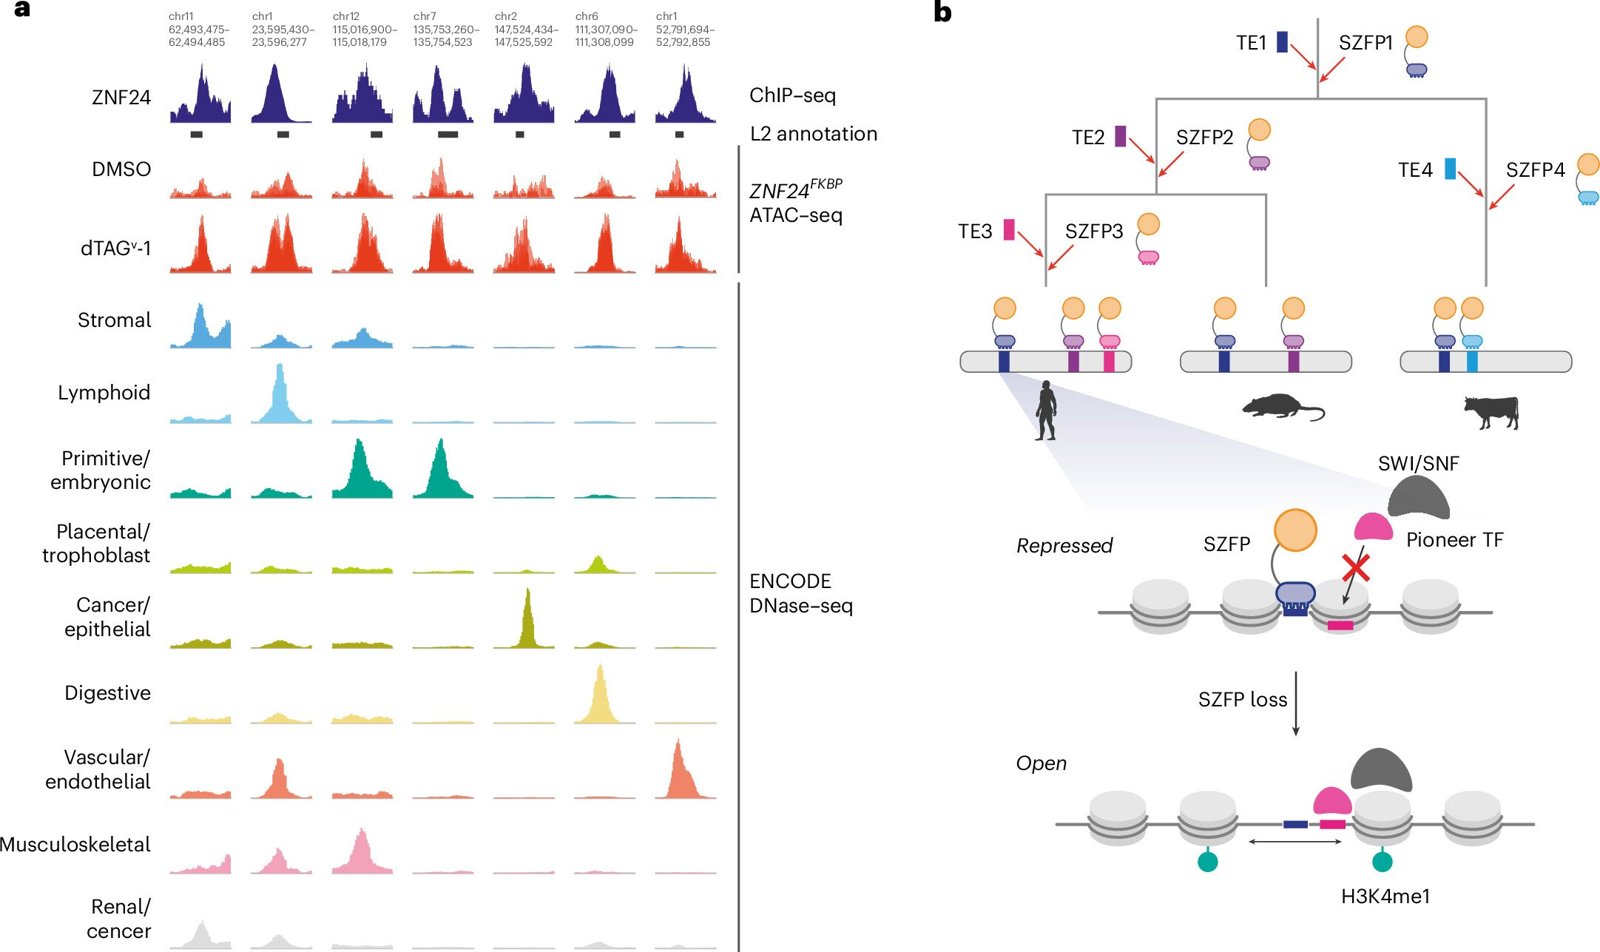 a
chr11
62,493,475–
62,494,485
chr1
23,595,430–
23,596,277
chr12
115,016,900–
115,018,179
chr7
135,753,260–
135,754,523
chr2
147,524,434–
147,525,592
chr6
111,307,090–
111,308,099
chr1
52,791,694–
52,792,855
ZNF24
ChIP–seq
L2 annotation
DMSO
dTAGᵛ-1
ZNF24FKBP
ATAC–seq
Stromal
Lymphoid
Primitive/
embryonic
Placental/
trophoblast
Cancer/
epithelial
Digestive
Vascular/
endothelial
Musculoskeletal
Renal/
cancer
ENCODE
DNase–seq
b
TE1
SZFP1
TE2
SZFP2
TE4
SZFP4
TE3
SZFP3
SWI/SNF
Pioneer TF
Repressed
SZFP
SZFP loss
Open
H3K4me1